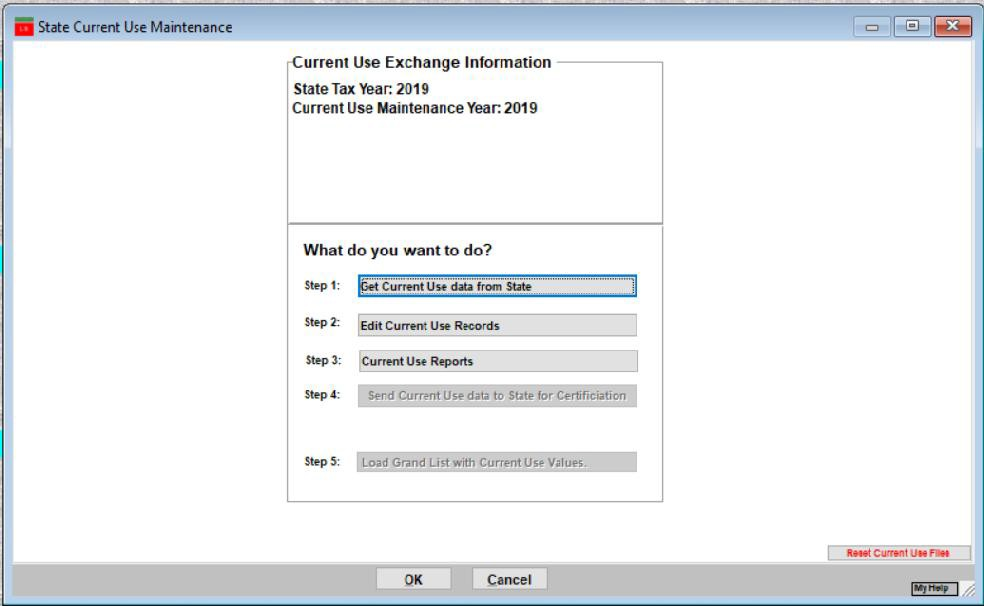 State Current Use Maintenance
Current Use Exchange Information
State Tax Year: 2019
Current Use Maintenance Year: 2019
What do you want to do?
Step 1: Get Current Use data from State
Step 2: Edit Current Use Records
Step 3: Current Use Reports
Step 4: Send Current Use data to State for Certificiation
Step 5: Load Grand List with Current Use Values.
Reset Current Use Files
OK Cancel
My Help